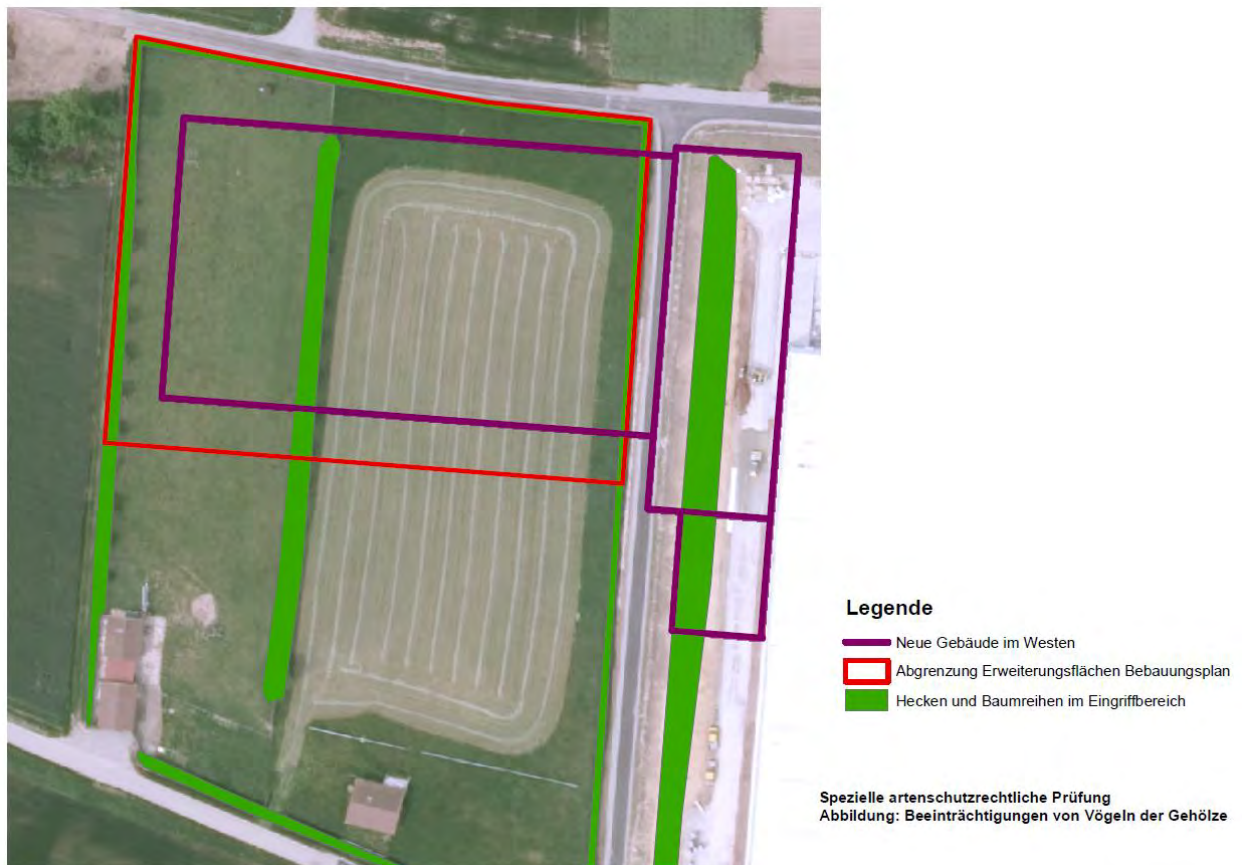 Legende
Neue Gebäude im Westen
Abgrenzung Erweiterungsflächen Bebauungsplan
Hecken und Baumreihen im Eingriffbereich
Spezielle artenschutzrechtliche Prüfung
Abbildung: Beeinträchtigungen von Vögeln der Gehölze